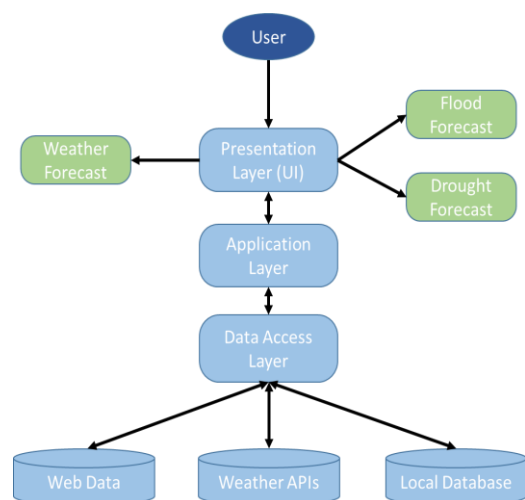 User
Flood
Forecast
Weather
Forecast
Presentation
Layer (UI)
Drought
Forecast
Application
Layer
Data Access
Layer
Web Data
Weather APIs
Local Database